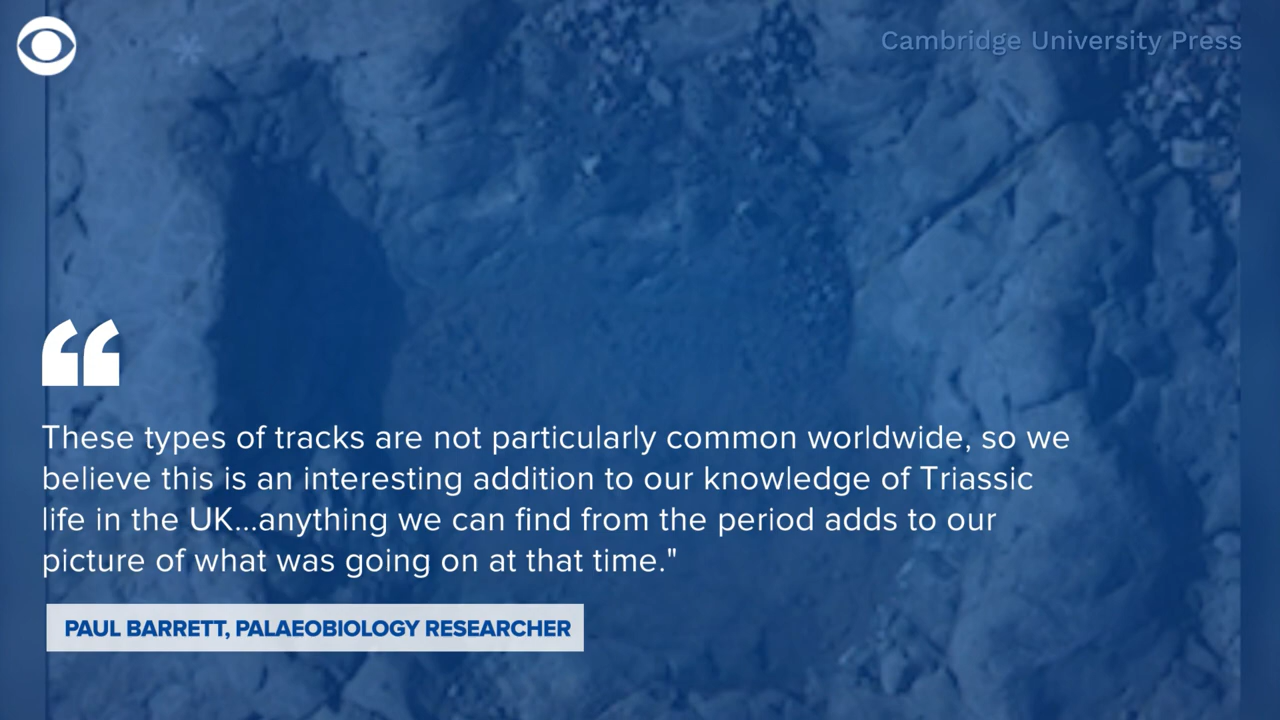 Cambridge University Press
“
These types of tracks are not particularly common worldwide, so we
believe this is an interesting addition to our knowledge of Triassic
life in the UK...anything we can find from the period adds to our
picture of what was going on at that time."
PAUL BARRETT, PALAEOBIOLOGY RESEARCHER